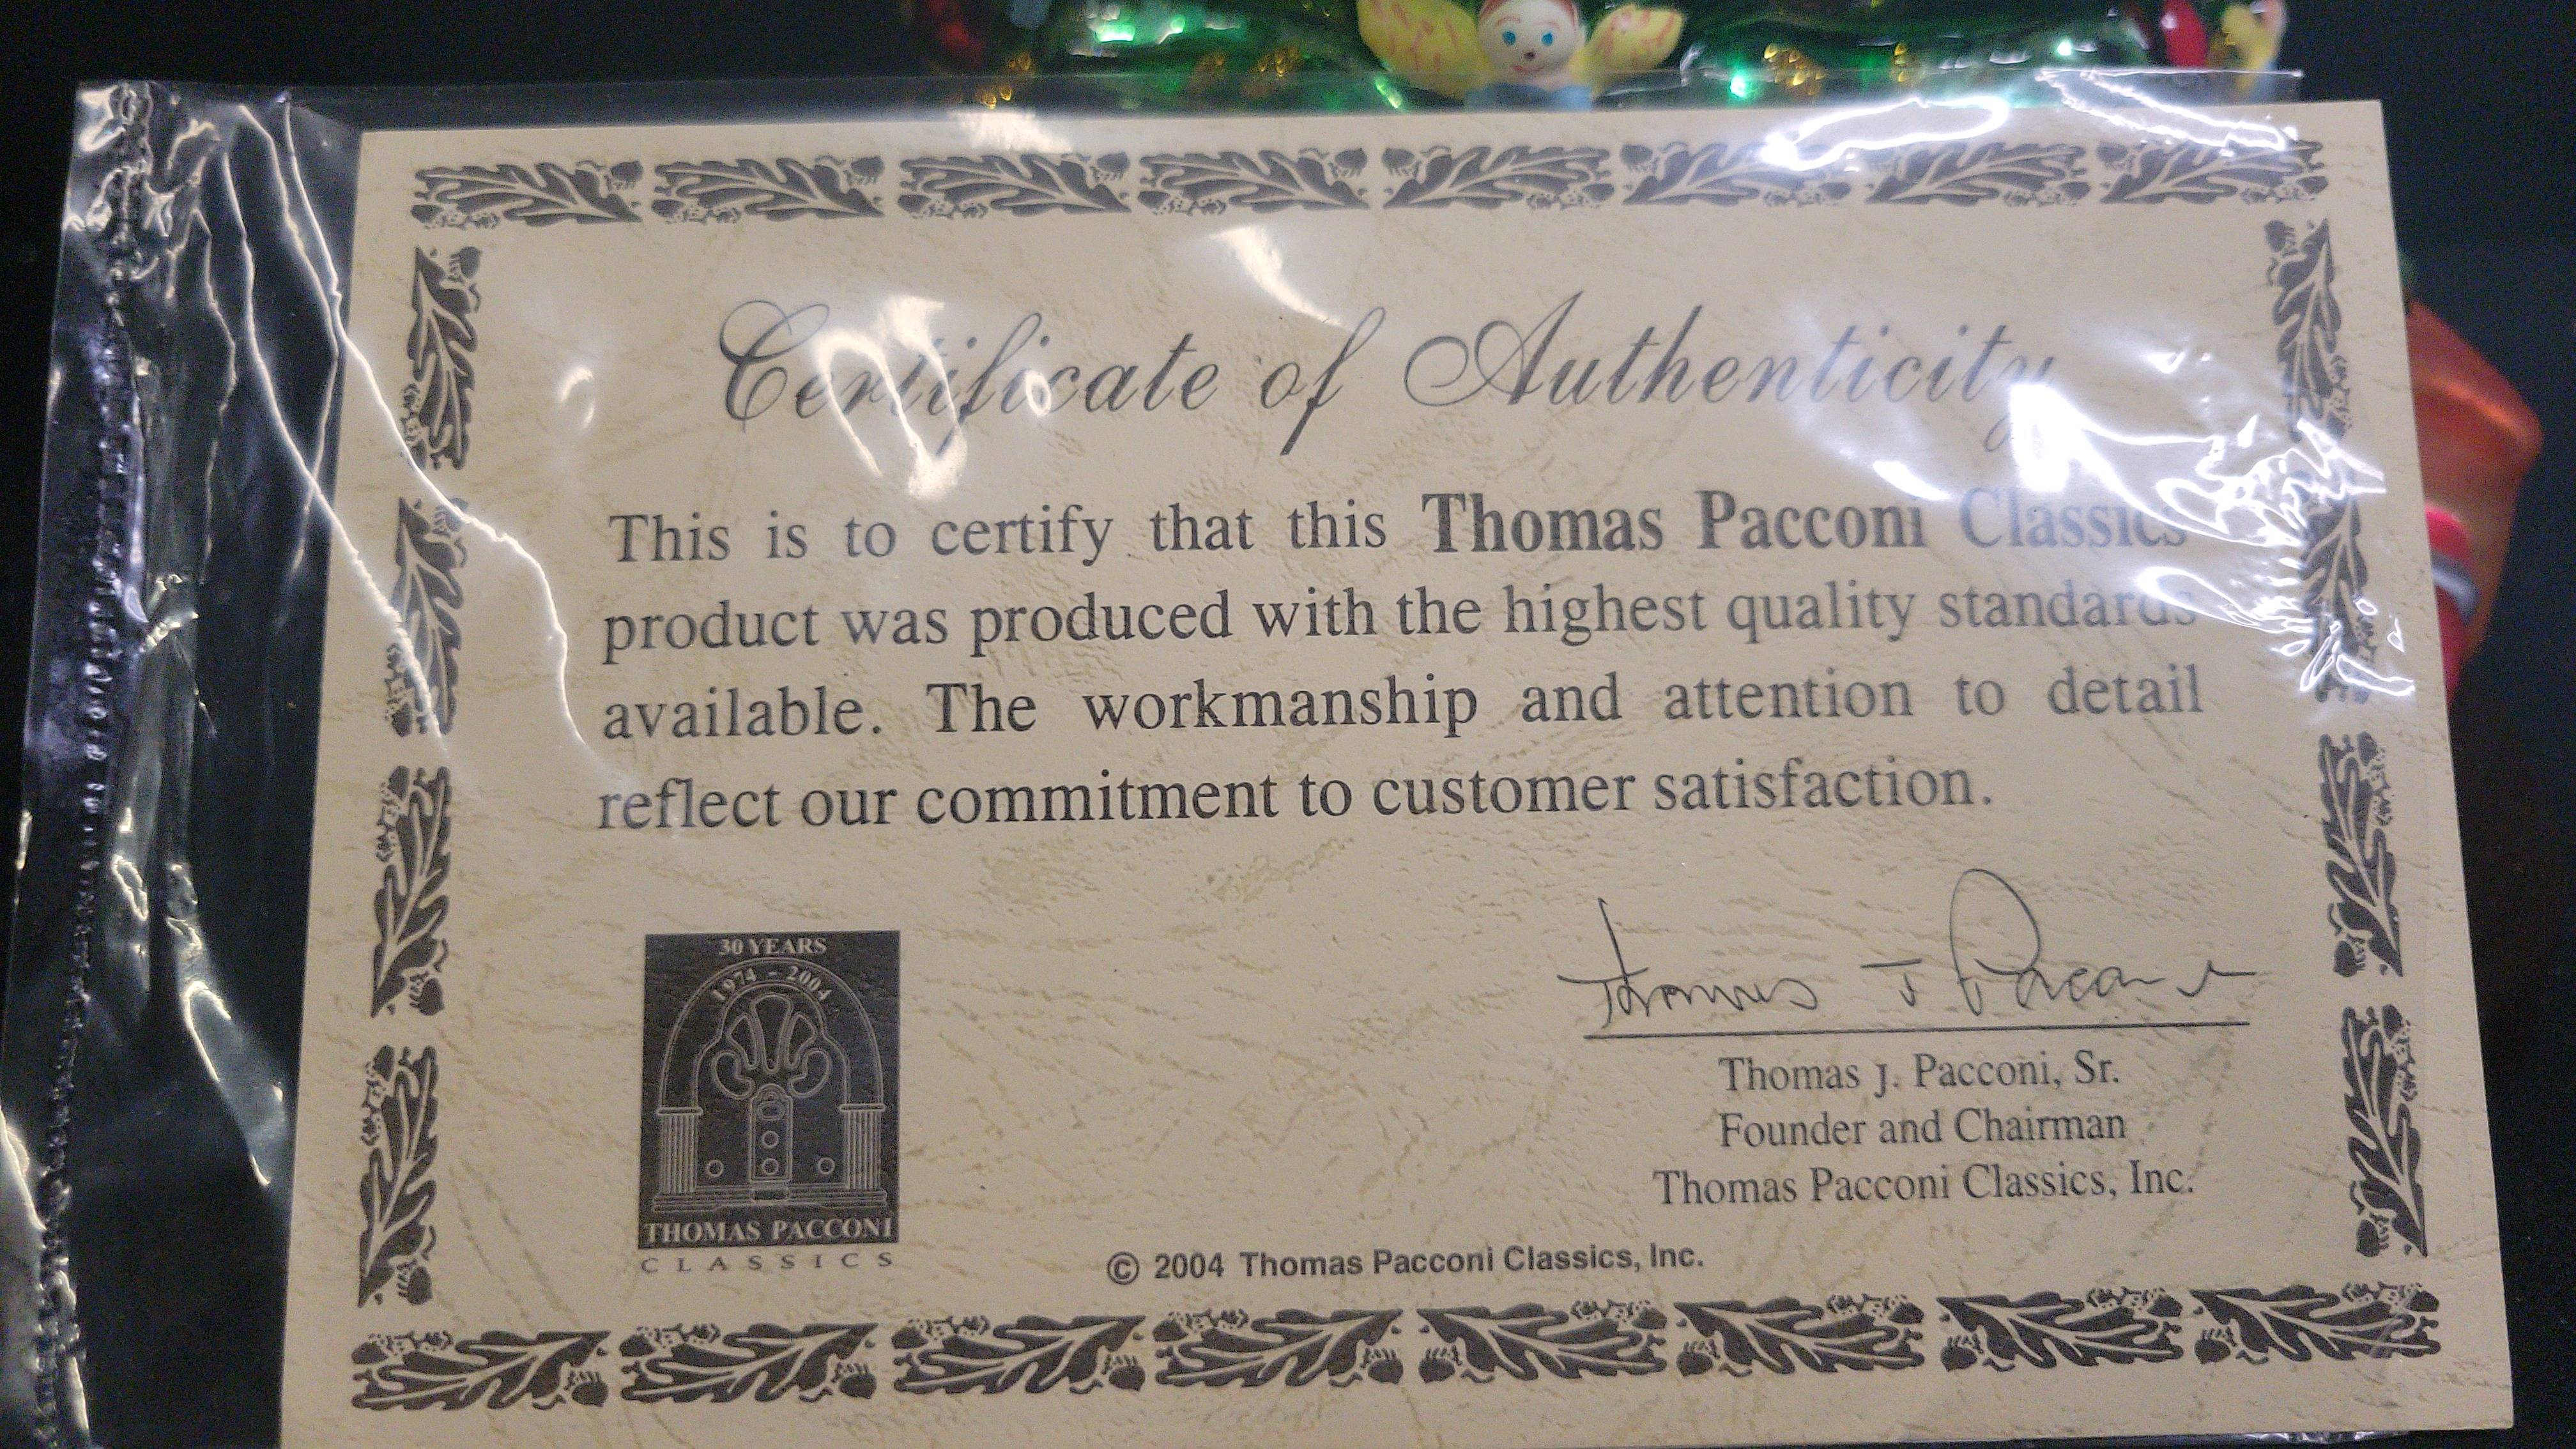 Certificate of Authenticity
This is to certify that this Thomas Pacconi Classics
product was produced with the highest quality standards
available. The workmanship and attention to detail
reflect our commitment to customer satisfaction.
30 YEARS
1974 - 2004
THOMAS PACCONI
CLASSICS
Thomas J Pacconi
Thomas J. Pacconi, Sr.
Founder and Chairman
Thomas Pacconi Classics, Inc.
© 2004 Thomas Pacconi Classics, Inc.